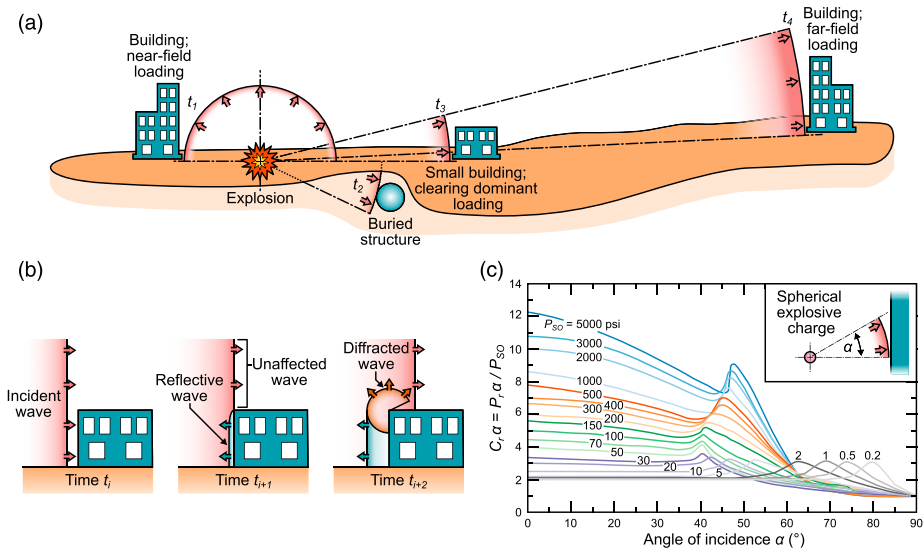 (a)
Building;
near-field
loading
t1
Explosion
t2
Buried
structure
t3
Small building;
clearing dominant
loading
t4
Building;
far-field
loading
(b)
Incident
wave
Time ti
Reflective
wave
Unaffected
wave
Time ti+1
Diffracted
wave
Time ti+2
(c)
Cr α = Pr α / PSO
14
12
10
8
6
4
2
0
PSO = 5000 psi
3000
2000
1000
500
400
300
200
150
100
70
50
30
20
10
5
2
1
0.5
0.2
Spherical
explosive
charge
α
0
10
20
30
40
50
60
70
80
90
Angle of incidence α (°)